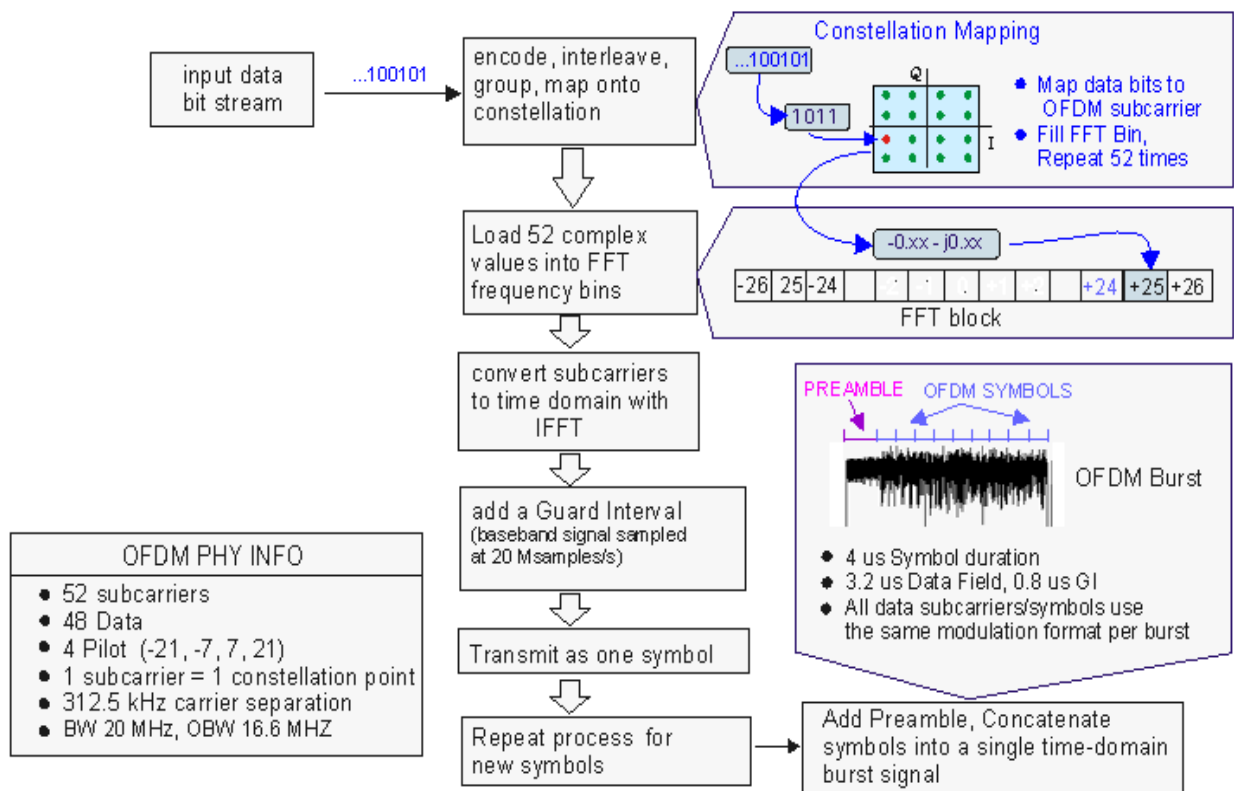 input data
bit stream
...100101
encode, interleave,
group, map onto
constellation
Constellation Mapping
...100101
1011
Q
I
● Map data bits to
OFDM subcarrier
● Fill FFT Bin,
Repeat 52 times
Load 52 complex
values into FFT
frequency bins
-0.xx - j0.xx
-26 25 -24 -2 -1 0 +1 +2 +24 +25 +26
FFT block
convert subcarriers
to time domain with
IFFT
PREAMBLE OFDM SYMBOLS
OFDM Burst
● 4 us Symbol duration
● 3.2 us Data Field, 0.8 us GI
● All data subcarriers/symbols use
the same modulation format per burst
add a Guard Interval
(baseband signal sampled
at 20 Msamples/s)
OFDM PHY INFO
● 52 subcarriers
● 48 Data
● 4 Pilot (-21, -7, 7, 21)
● 1 subcarrier = 1 constellation point
● 312.5 kHz carrier separation
● BW 20 MHz, OBW 16.6 MHZ
Transmit as one symbol
Repeat process for
new symbols
Add Preamble, Concatenate
symbols into a single time-domain
burst signal